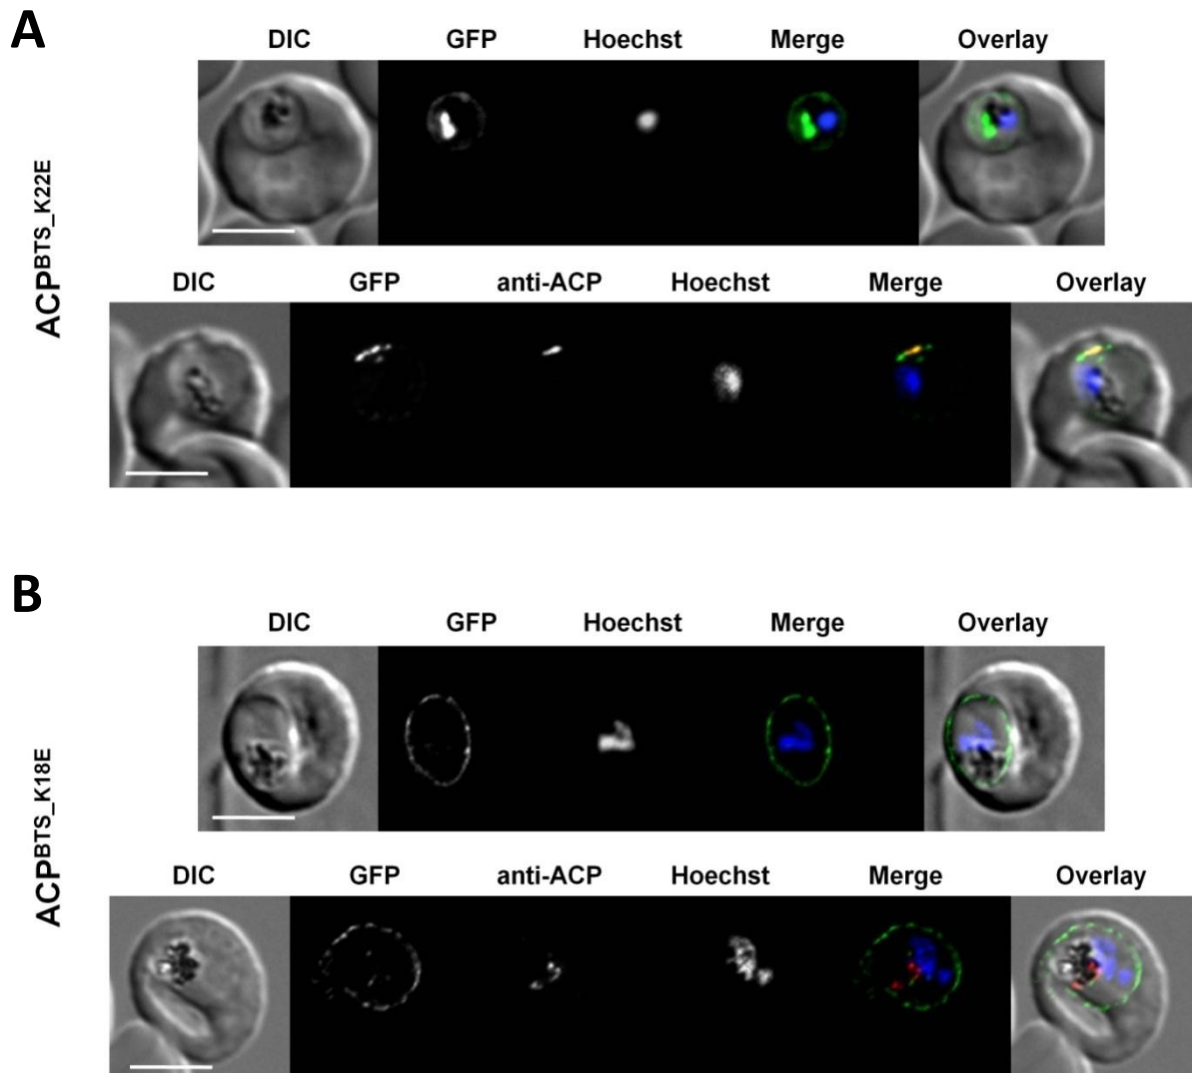 A
DIC GFP Hoechst Merge Overlay
ACPBTS_K22E
DIC GFP anti-ACP Hoechst Merge Overlay
B
DIC GFP Hoechst Merge Overlay
ACPBTS_K18E
DIC GFP anti-ACP Hoechst Merge Overlay